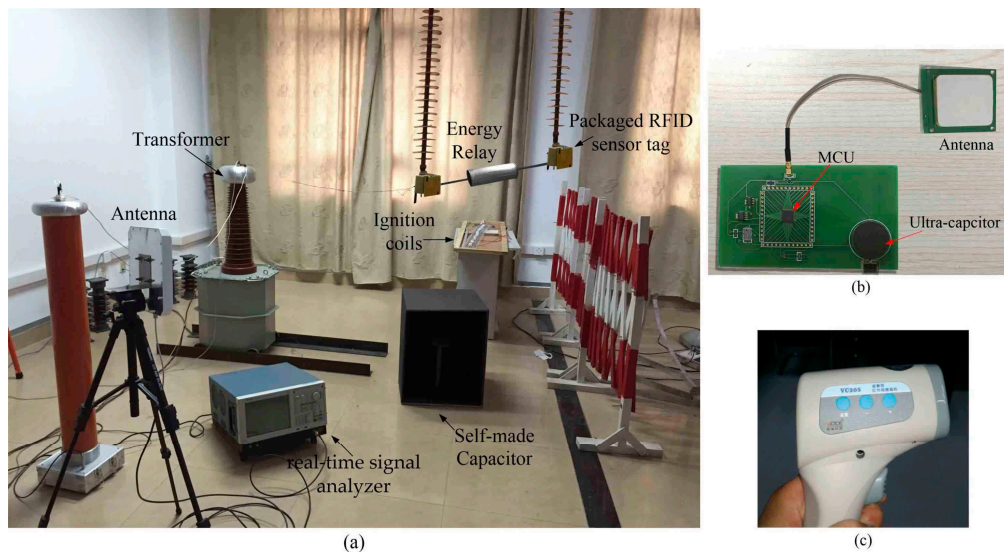 Transformer
Antenna
Energy
Relay
Packaged RFID
sensor tag
Ignition
coils
Self-made
Capacitor
real-time signal
analyzer
(a)
MCU
Antenna
Ultra-capcitor
(b)
VC305
(c)